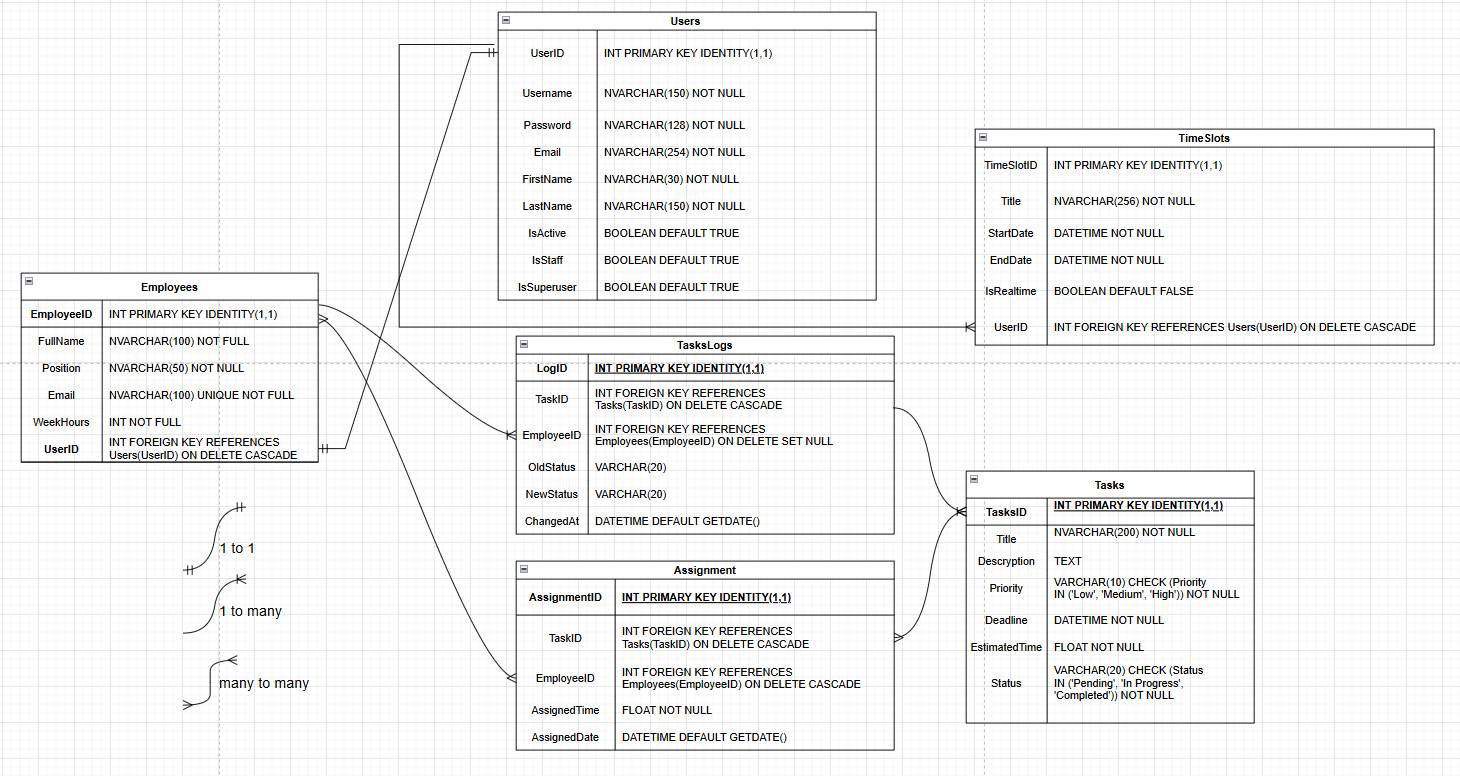 Users
UserID INT PRIMARY KEY IDENTITY(1,1)
Username NVARCHAR(150) NOT NULL
Password NVARCHAR(128) NOT NULL
Email NVARCHAR(254) NOT NULL
FirstName NVARCHAR(30) NOT NULL
LastName NVARCHAR(150) NOT NULL
IsActive BOOLEAN DEFAULT TRUE
IsStaff BOOLEAN DEFAULT TRUE
IsSuperuser BOOLEAN DEFAULT TRUE
TimeSlots
TimeSlotID INT PRIMARY KEY IDENTITY(1,1)
Title NVARCHAR(256) NOT NULL
StartDate DATETIME NOT NULL
EndDate DATETIME NOT NULL
IsRealtime BOOLEAN DEFAULT FALSE
UserID INT FOREIGN KEY REFERENCES Users(UserID) ON DELETE CASCADE
Employees
EmployeeID INT PRIMARY KEY IDENTITY(1,1)
FullName NVARCHAR(100) NOT FULL
Position NVARCHAR(50) NOT NULL
Email NVARCHAR(100) UNIQUE NOT FULL
WeekHours INT NOT FULL
UserID INT FOREIGN KEY REFERENCES
Users(UserID) ON DELETE CASCADE
TasksLogs
LogID INT PRIMARY KEY IDENTITY(1,1)
TaskID INT FOREIGN KEY REFERENCES
Tasks(TaskID) ON DELETE CASCADE
EmployeeID INT FOREIGN KEY REFERENCES
Employees(EmployeeID) ON DELETE SET NULL
OldStatus VARCHAR(20)
NewStatus VARCHAR(20)
ChangedAt DATETIME DEFAULT GETDATE()
Tasks
TasksID INT PRIMARY KEY IDENTITY(1,1)
Title NVARCHAR(200) NOT NULL
Descryption TEXT
Priority VARCHAR(10) CHECK (Priority
IN ('Low', 'Medium', 'High')) NOT NULL
Deadline DATETIME NOT NULL
EstimatedTime FLOAT NOT NULL
Status VARCHAR(20) CHECK (Status
IN ('Pending', 'In Progress',
'Completed')) NOT NULL
Assignment
AssignmentID INT PRIMARY KEY IDENTITY(1,1)
TaskID INT FOREIGN KEY REFERENCES
Tasks(TaskID) ON DELETE CASCADE
EmployeeID INT FOREIGN KEY REFERENCES
Employees(EmployeeID) ON DELETE CASCADE
AssignedTime FLOAT NOT NULL
AssignedDate DATETIME DEFAULT GETDATE()
1 to 1
1 to many
many to many